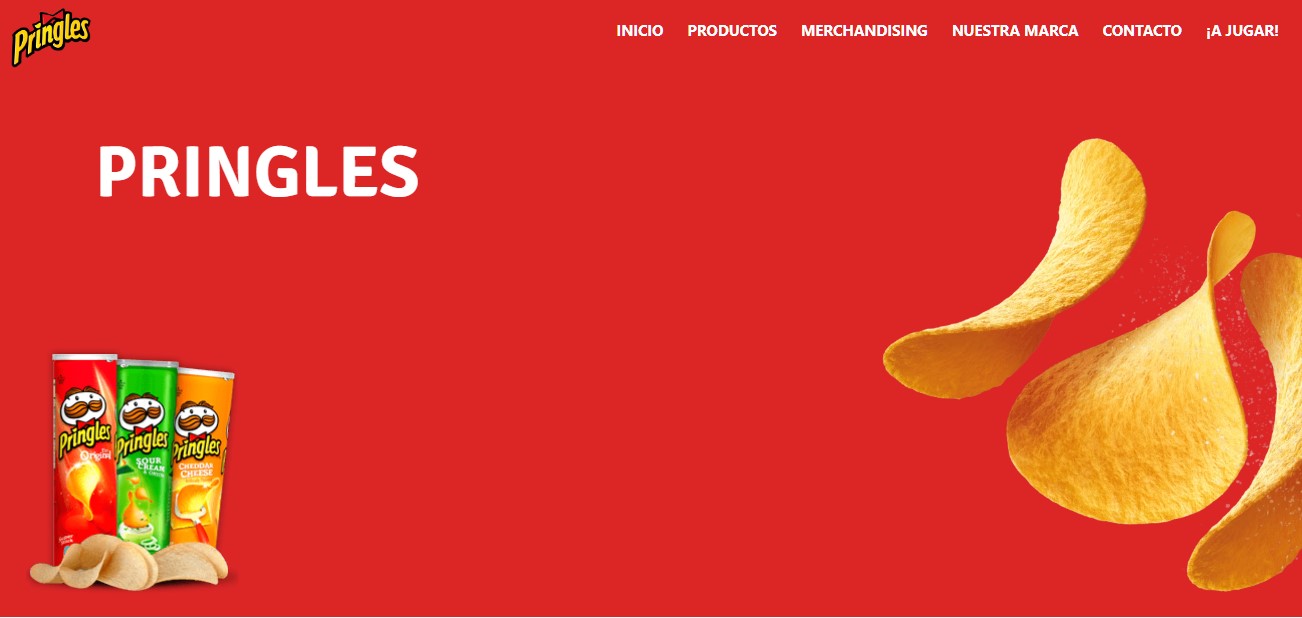 Pringles
INICIO PRODUCTOS MERCHANDISING NUESTRA MARCA CONTACTO ¡A JUGAR!
PRINGLES
Pringles
Original
Pringles
SOUR
CREAM
& ONION
Pringles
CHEDDAR
CHEESE